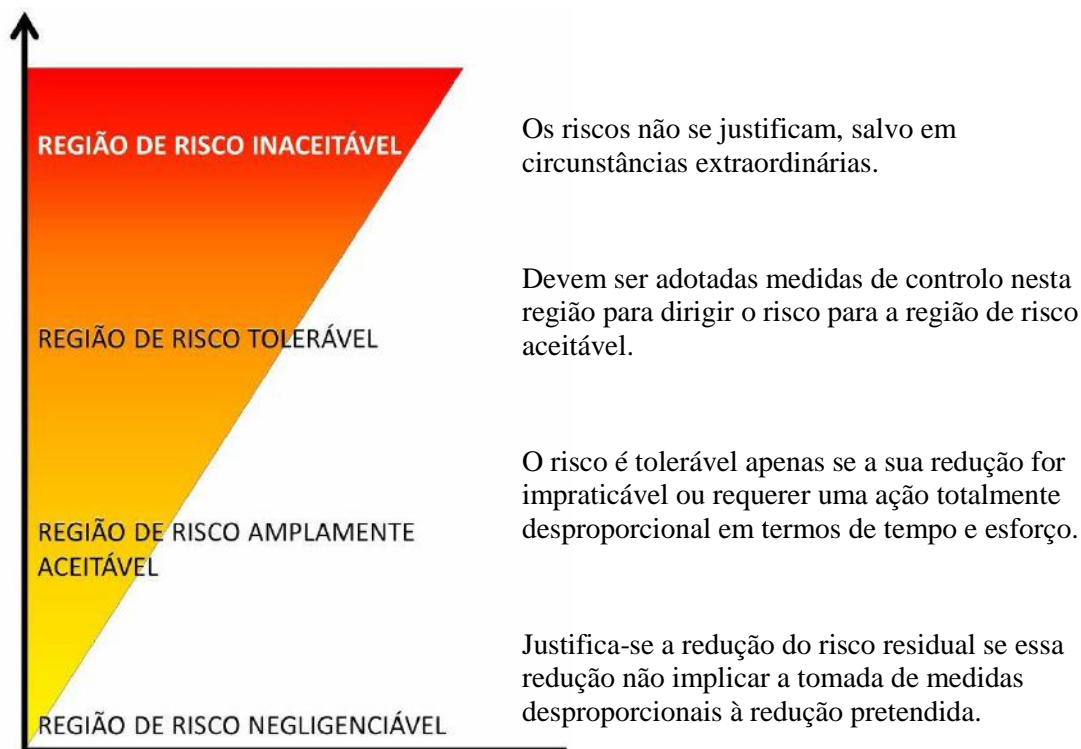 REGIÃO DE RISCO INACEITÁVEL
Os riscos não se justificam, salvo em
circunstâncias extraordinárias.
REGIÃO DE RISCO TOLERÁVEL
Devem ser adotadas medidas de controlo nesta
região para dirigir o risco para a região de risco
aceitável.
REGIÃO DE RISCO AMPLAMENTE
ACEITÁVEL
O risco é tolerável apenas se a sua redução for
impraticável ou requerer uma ação totalmente
desproporcional em termos de tempo e esforço.
REGIÃO DE RISCO NEGLIGENCIÁVEL
Justifica-se a redução do risco residual se essa
redução não implicar a tomada de medidas
desproporcionais à redução pretendida.